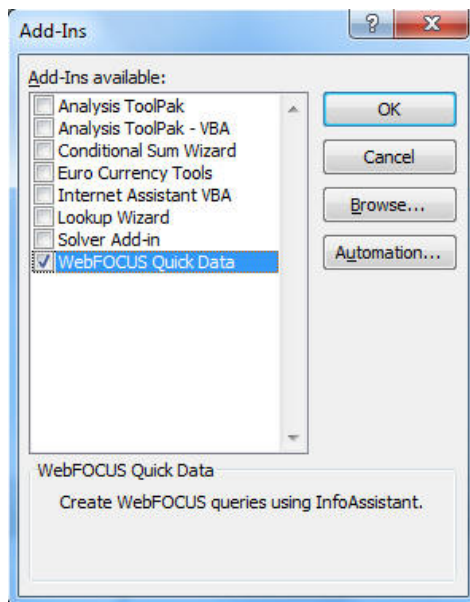 Add-Ins
Add-Ins available:
Analysis ToolPak
Analysis ToolPak - VBA
Conditional Sum Wizard
Euro Currency Tools
Internet Assistant VBA
Lookup Wizard
Solver Add-in
WebFOCUS Quick Data
OK
Cancel
Browse...
Automation...
WebFOCUS Quick Data
Create WebFOCUS queries using InfoAssistant.